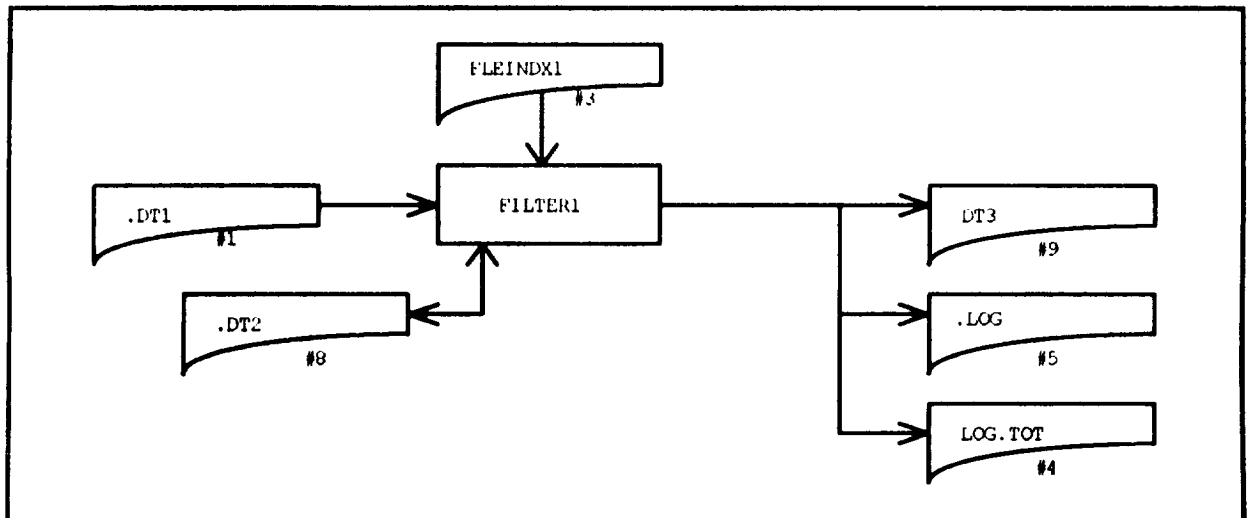 FLEINDX1
#3
.DT1
#1
FILTER1
DT3
#9
.DT2
#8
.LOG
#5
LOG.TOT
#4